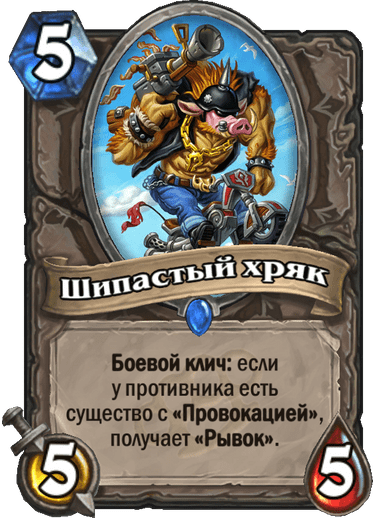 5
Шипастый хряк
Боевой клич: если
у противника есть
существо с «Провокацией»,
получает «Рывок».
5
5